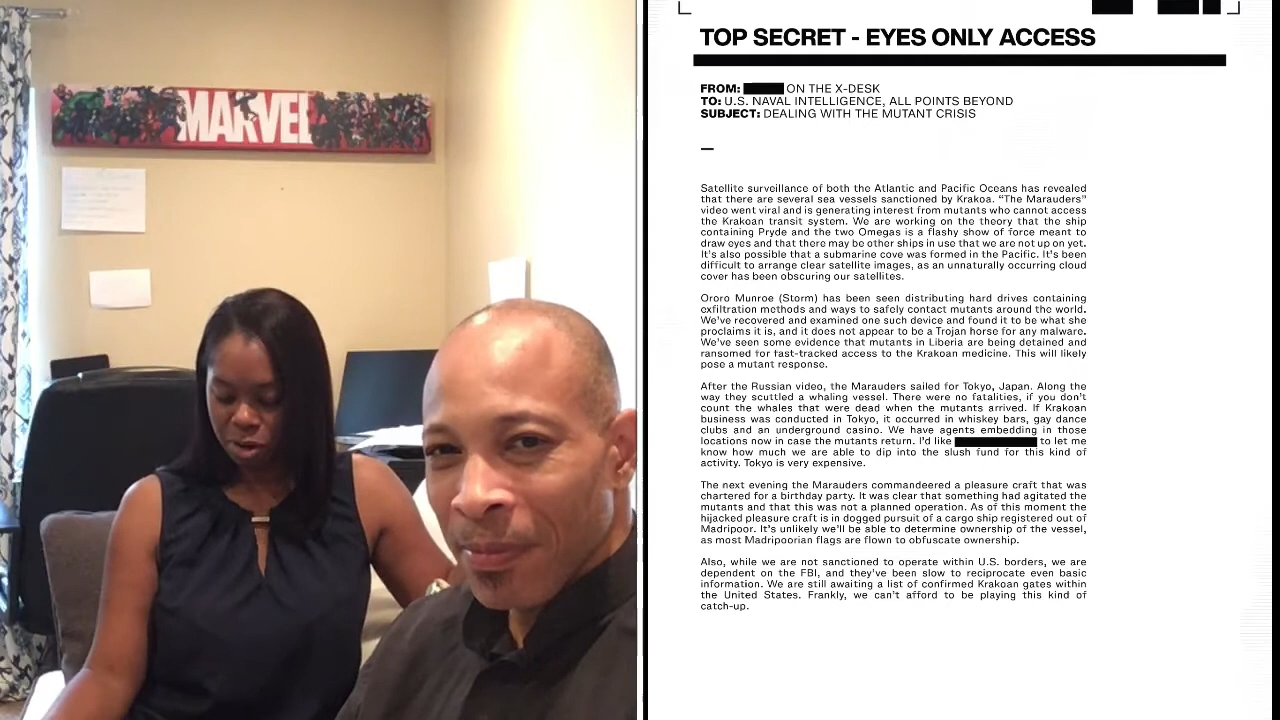 MARVEL
TOP SECRET - EYES ONLY ACCESS
FROM: ON THE X-DESK
TO: U.S. NAVAL INTELLIGENCE, ALL POINTS BEYOND
SUBJECT: DEALING WITH THE MUTANT CRISIS
—
Satellite surveillance of both the Atlantic and Pacific Oceans has revealed
that there are several sea vessels sanctioned by Krakoa. “The Marauders”
video went viral and is generating interest from mutants who cannot access
the Krakoan transit system. We are working on the theory that the ship
containing Pryde and the two Omegas is a flashy show of force meant to
draw eyes and that there may be other ships in use that we are not up on yet.
It’s also possible that a submarine cove was formed in the Pacific. It’s been
difficult to arrange clear satellite images, as an unnaturally occurring cloud
cover has been obscuring our satellites.
Ororo Munroe (Storm) has been seen distributing hard drives containing
exfiltration methods and ways to safely contact mutants around the world.
We’ve recovered and examined one such device and found it to be what she
proclaims it is, and it does not appear to be a Trojan horse for any malware.
We’ve seen some evidence that mutants in Liberia are being detained and
ransomed for fast-tracked access to the Krakoan medicine. This will likely
pose a mutant response.
After the Russian video, the Marauders sailed for Tokyo, Japan. Along the
way they scuttled a whaling vessel. There were no fatalities, if you don’t
count the whales that were dead when the mutants arrived. If Krakoan
business was conducted in Tokyo, it occurred in whiskey bars, gay dance
clubs and an underground casino. We have agents embedding in those
locations now in case the mutants return. I’d like to let me
know how much we are able to dip into the slush fund for this kind of
activity. Tokyo is very expensive.
The next evening the Marauders commandeered a pleasure craft that was
chartered for a birthday party. It was clear that something had agitated the
mutants and that this was not a planned operation. As of this moment the
hijacked pleasure craft is in dogged pursuit of a cargo ship registered out of
Madripoor. It’s unlikely we’ll be able to determine ownership of the vessel,
as most Madripoorian flags are flown to obfuscate ownership.
Also, while we are not sanctioned to operate within U.S. borders, we are
dependent on the FBI, and they’ve been slow to reciprocate even basic
information. We are still awaiting a list of confirmed Krakoan gates within
the United States. Frankly, we can’t afford to be playing this kind of
catch-up.